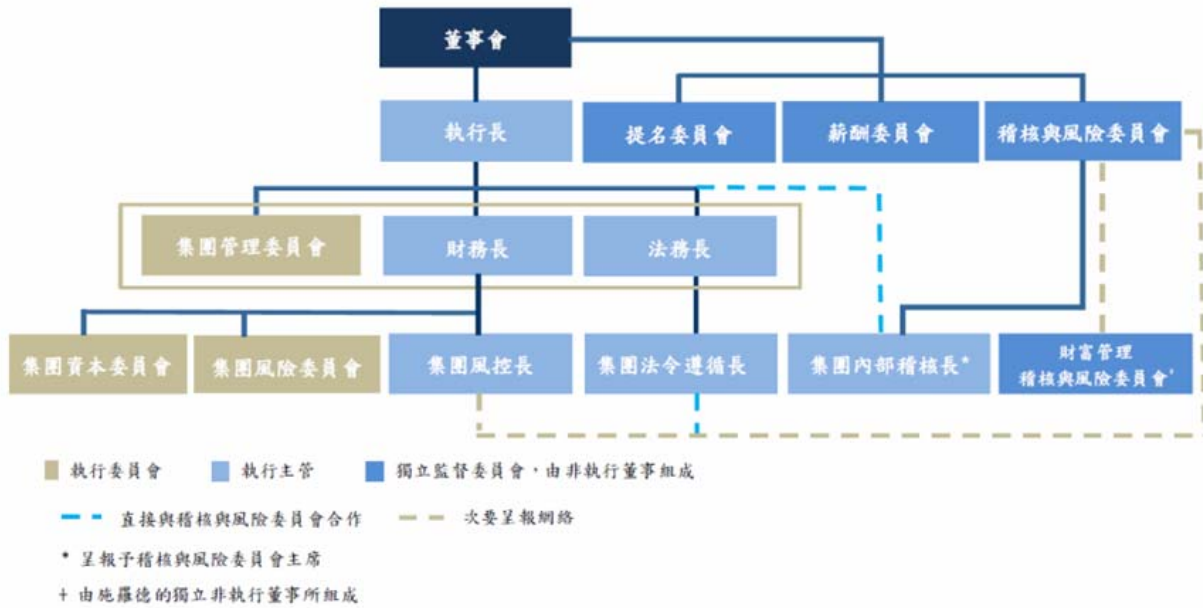 董事會
執行長
提名委員會
薪酬委員會
稽核與風險委員會
集團管理委員會
財務長
法務長
集團資本委員會
集團風險委員會
集團風控長
集團法令遵循長
集團內部稽核長*
財富管理
稽核與風險委員會⁺
執行委員會
執行主管
獨立監督委員會，由非執行董事組成
直接與稽核與風險委員會合作
次要呈報網絡
* 呈報予稽核與風險委員會主席
+ 由施羅德的獨立非執行董事所組成